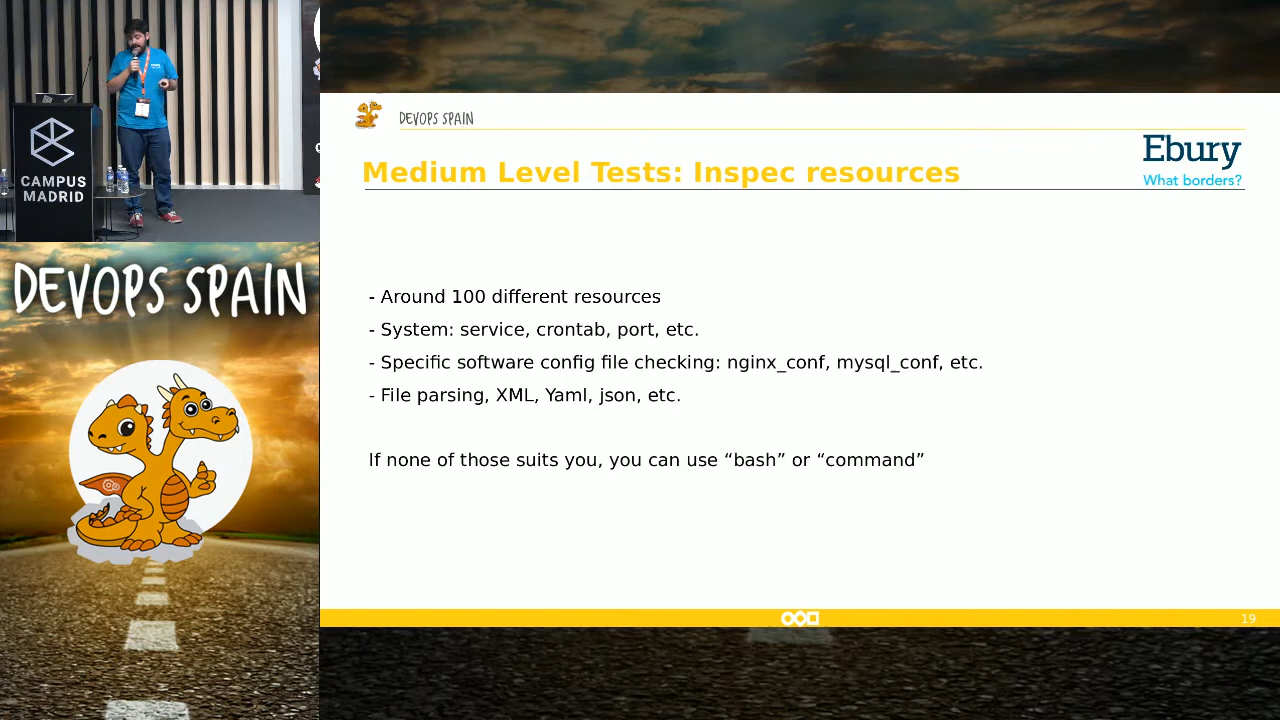 CAMPUS
MADRID
DEVOPS SPAIN
DEVOPS SPAIN
Ebury
What borders?
Medium Level Tests: Inspec resources
- Around 100 different resources
- System: service, crontab, port, etc.
- Specific software config file checking: nginx_conf, mysql_conf, etc.
- File parsing, XML, Yaml, json, etc.
If none of those suits you, you can use “bash” or “command”
19